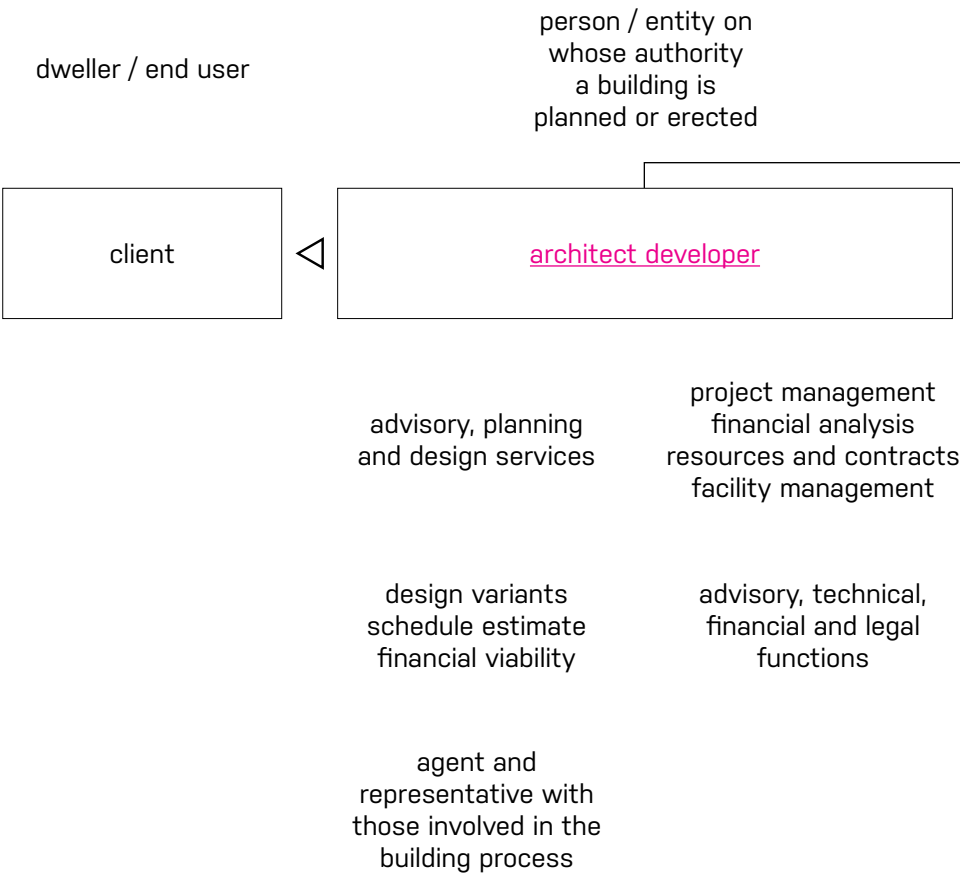 dweller / end user
person / entity on
whose authority
a building is
planned or erected
client
architect developer
advisory, planning
and design services
project management
financial analysis
resources and contracts
facility management
design variants
schedule estimate
financial viability
advisory, technical,
financial and legal
functions
agent and
representative with
those involved in the
building process